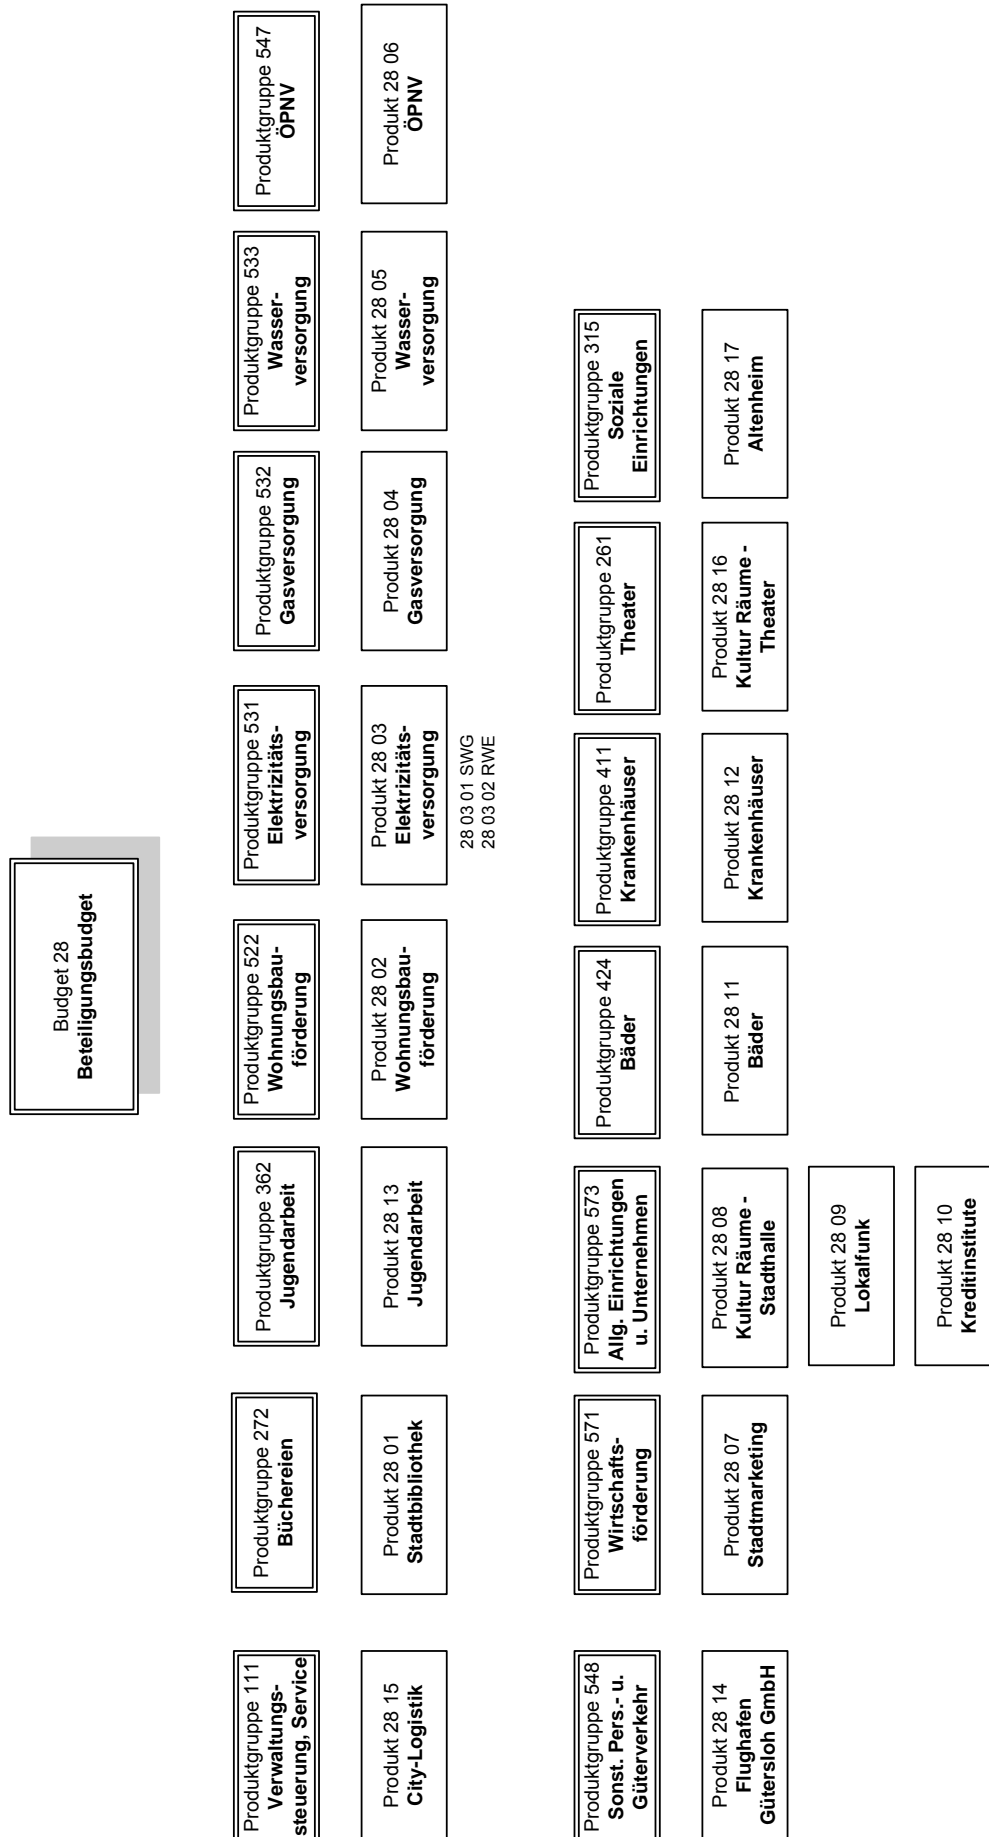 Budget 28
Beteiligungsbudget
Produktgruppe 111
Verwaltungs-
steuerung, Service
Produktgruppe 272
Büchereien
Produktgruppe 362
Jugendarbeit
Produktgruppe 522
Wohnungsbau-
förderung
Produktgruppe 531
Elektrizitäts-
versorgung
Produktgruppe 532
Gasversorgung
Produktgruppe 533
Wasser-
versorgung
Produktgruppe 547
ÖPNV
Produkt 28 15
City-Logistik
Produkt 28 01
Stadtbibliothek
Produkt 28 13
Jugendarbeit
Produkt 28 02
Wohnungsbau-
förderung
Produkt 28 03
Elektrizitäts-
versorgung
28 03 01 SWG
28 03 02 RWE
Produkt 28 04
Gasversorgung
Produkt 28 05
Wasser-
versorgung
Produkt 28 06
ÖPNV
Produktgruppe 548
Sonst. Pers.- u.
Güterverkehr
Produktgruppe 571
Wirtschafts-
förderung
Produktgruppe 573
Allg. Einrichtungen
u. Unternehmen
Produktgruppe 424
Bäder
Produktgruppe 411
Krankenhäuser
Produktgruppe 261
Theater
Produktgruppe 315
Soziale
Einrichtungen
Produkt 28 14
Flughafen
Gütersloh GmbH
Produkt 28 07
Stadtmarketing
Produkt 28 08
Kultur Räume -
Stadthalle
Produkt 28 11
Bäder
Produkt 28 12
Krankenhäuser
Produkt 28 16
Kultur Räume -
Theater
Produkt 28 17
Altenheim
Produkt 28 09
Lokalfunk
Produkt 28 10
Kreditinstitute